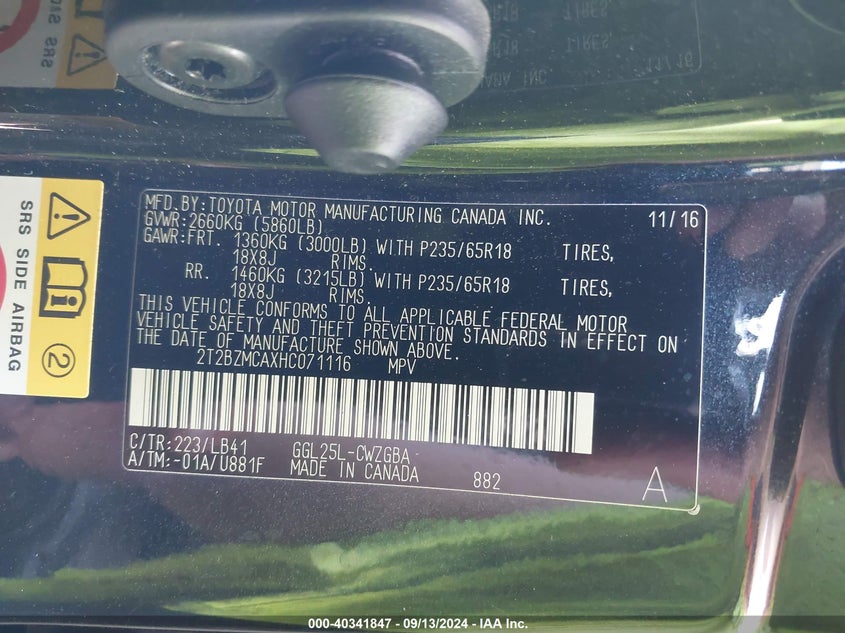 SRS SIDE AIRBAG
2
MFD. BY:TOYOTA MOTOR MANUFACTURING CANADA INC. 11/16
GVWR:2660KG (5860LB)
GAWR:FRT. 1360KG (3000LB) WITH P235/65R18 TIRES,
18X8J RIMS.
RR. 1460KG (3215LB) WITH P235/65R18 TIRES,
18X8J RIMS.
THIS VEHICLE CONFORMS TO ALL APPLICABLE FEDERAL MOTOR
VEHICLE SAFETY AND THEFT PREVENTION STANDARDS IN EFFECT ON
THE DATE OF MANUFACTURE SHOWN ABOVE.
2T2BZMCAXHC071116 MPV
C/TR:223/LB41 GGL25L-CWZGBA
A/TM:-01A/U881F MADE IN CANADA 882 A
000-40341847 - 09/13/2024 - IAA Inc.